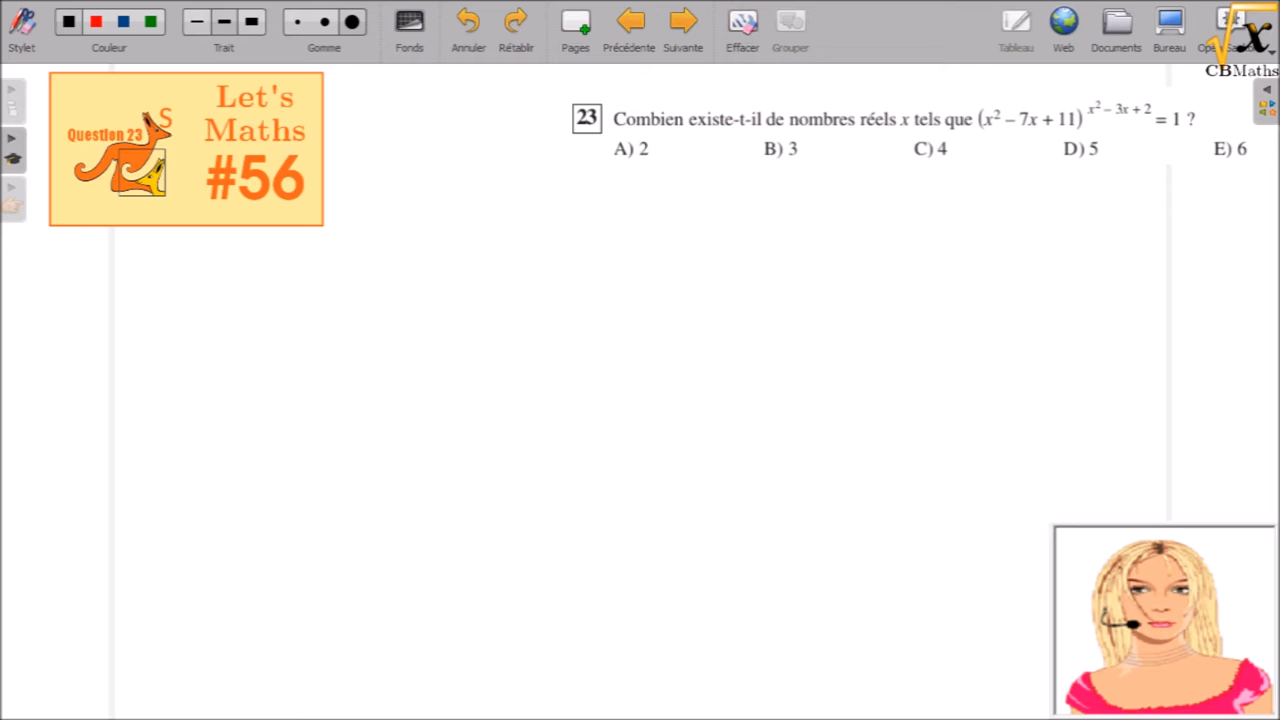 Stylet
Couleur
Trait
Gomme
Fonds
Annuler
Rétablir
Pages
Précédente
Suivante
Effacer
Grouper
Tableau
Web
Documents
Bureau
√x
CBMaths
Question 23
S
Let's
Maths
#56
23 Combien existe-t-il de nombres réels x tels que (x² – 7x + 11)^(x² – 3x + 2) = 1 ?
A) 2 B) 3 C) 4 D) 5 E) 6